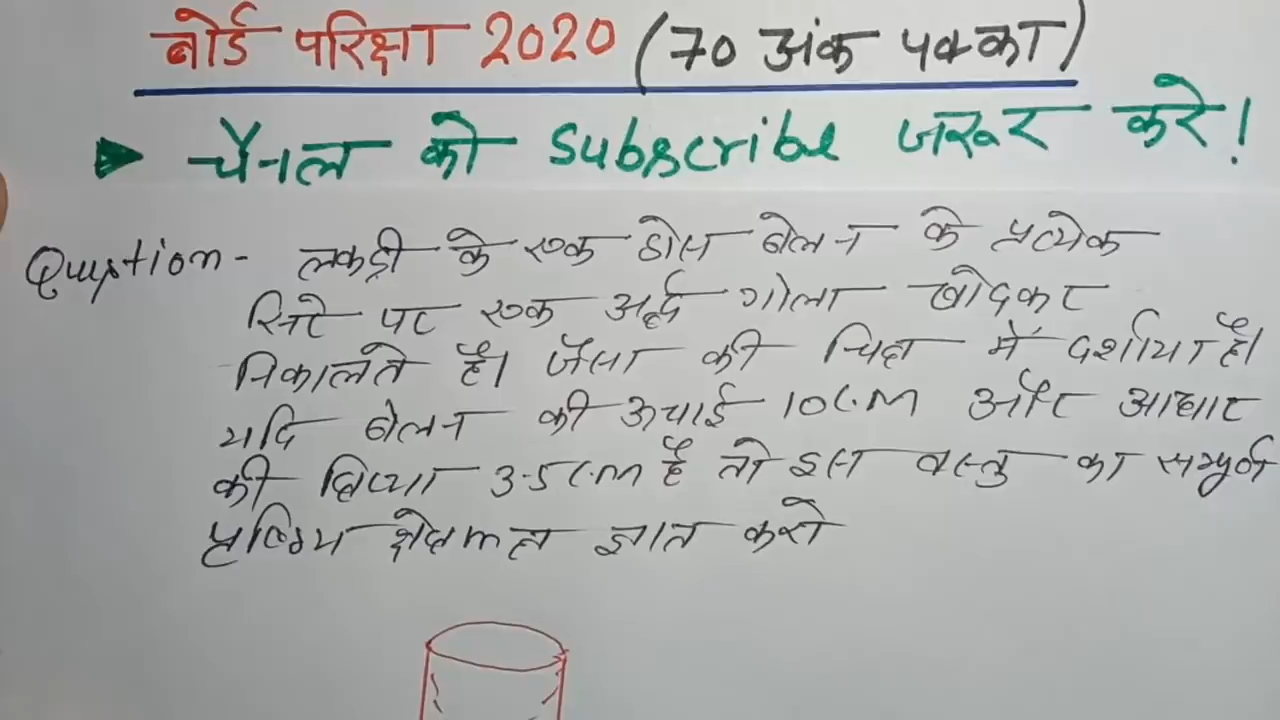 बोर्ड परिक्षा 2020 (70 अंक पक्का)
चैनल को Subscribe जरूर करे!
Question- लकड़ी के एक ठोस बेलन के प्रत्येक
सिरे पर एक अर्द्ध गोला खोदकर
निकालते है। जैसा की चित्र में दर्शाया है।
यदि बेलन की ऊचाई 10C.M और आधार
की त्रिज्या 3.5C.M है तो इस वस्तु का सम्पूर्ण
पृष्ठिय क्षेत्रफल ज्ञात करो